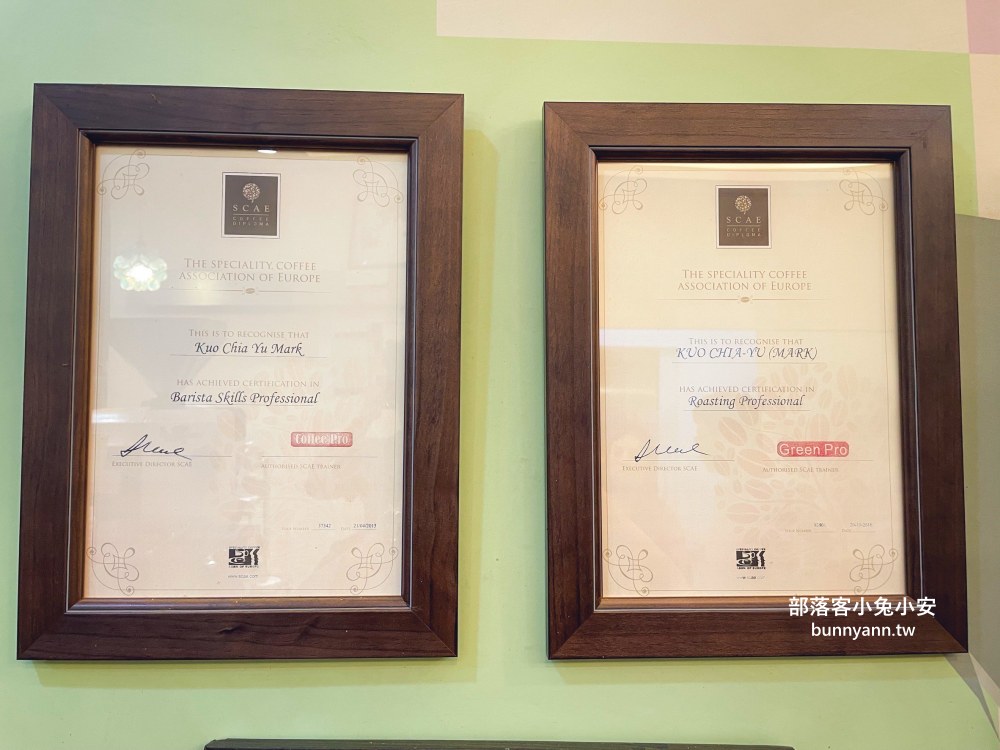 SCAE
COFFEE
DIPLOMA
THE SPECIALITY COFFEE
ASSOCIATION OF EUROPE
THIS IS TO RECOGNISE THAT
Kuo Chia Yu Mark
HAS ACHIEVED CERTIFICATION IN
Barista Skills Professional
Coffee Pro
EXECUTIVE DIRECTOR SCAE
AUTHORISED SCAE TRAINER
www.scae.com
SCAE
COFFEE
DIPLOMA
THE SPECIALITY COFFEE
ASSOCIATION OF EUROPE
THIS IS TO RECOGNISE THAT
KUO CHIA-YU (MARK)
HAS ACHIEVED CERTIFICATION IN
Roasting Professional
Green Pro
EXECUTIVE DIRECTOR SCAE
AUTHORISED SCAE TRAINER
部落客小兔小安
bunnyann.tw